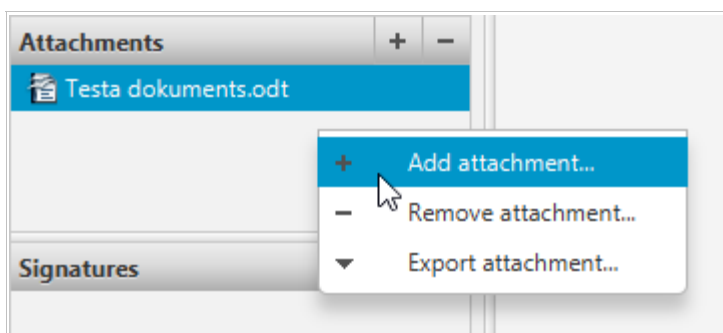 Attachments + −
Testa dokuments.odt
+ Add attachment...
− Remove attachment...
Export attachment...
Signatures